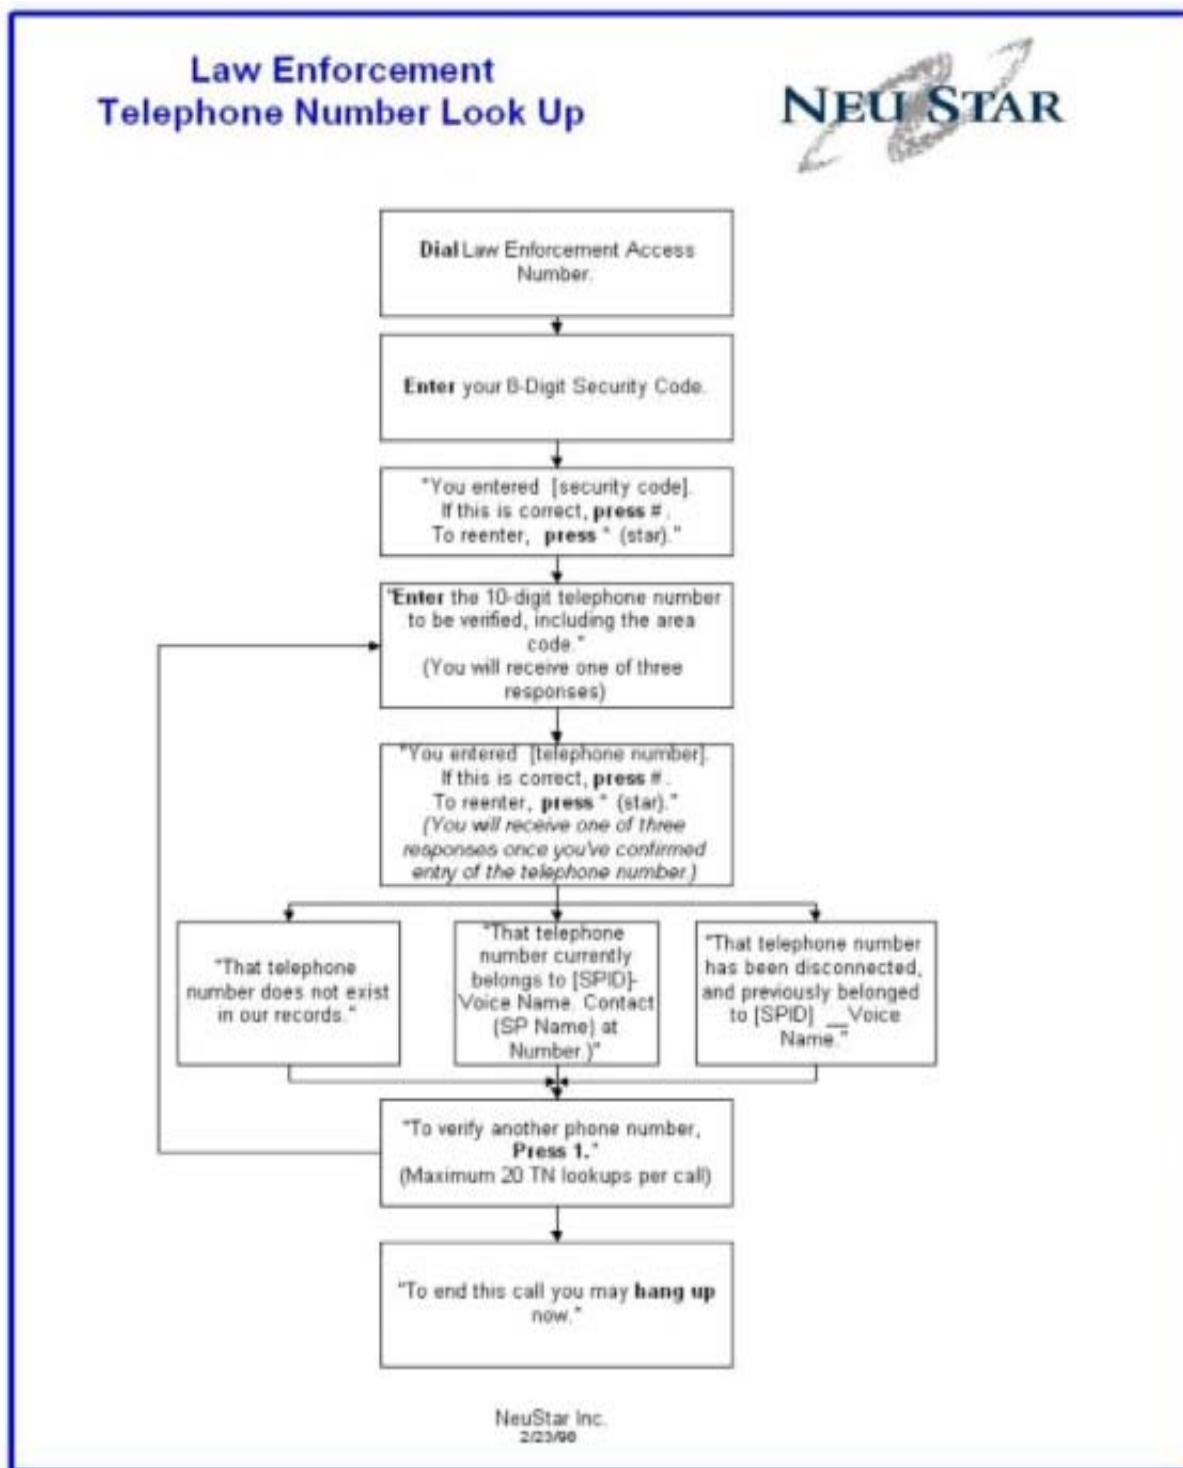 Law Enforcement
Telephone Number Look Up
NEUSTAR
Dial Law Enforcement Access
Number.
Enter your 8-Digit Security Code.
"You entered [security code].
If this is correct, press #.
To reenter, press * (star)."
"Enter the 10-digit telephone number
to be verified, including the area
code."
(You will receive one of three
responses)
"You entered [telephone number].
If this is correct, press #.
To reenter, press * (star)."
(You will receive one of three
responses once you've confirmed
entry of the telephone number.)
"That telephone
number does not exist
in our records."
"That telephone
number currently
belongs to [SPID]-
Voice Name. Contact
(SP Name) at
Number.)"
"That telephone number
has been disconnected,
and previously belonged
to [SPID] __Voice
Name."
"To verify another phone number,
Press 1."
(Maximum 20 TN lookups per call)
"To end this call you may hang up
now."
NeuStar Inc.
2/23/98